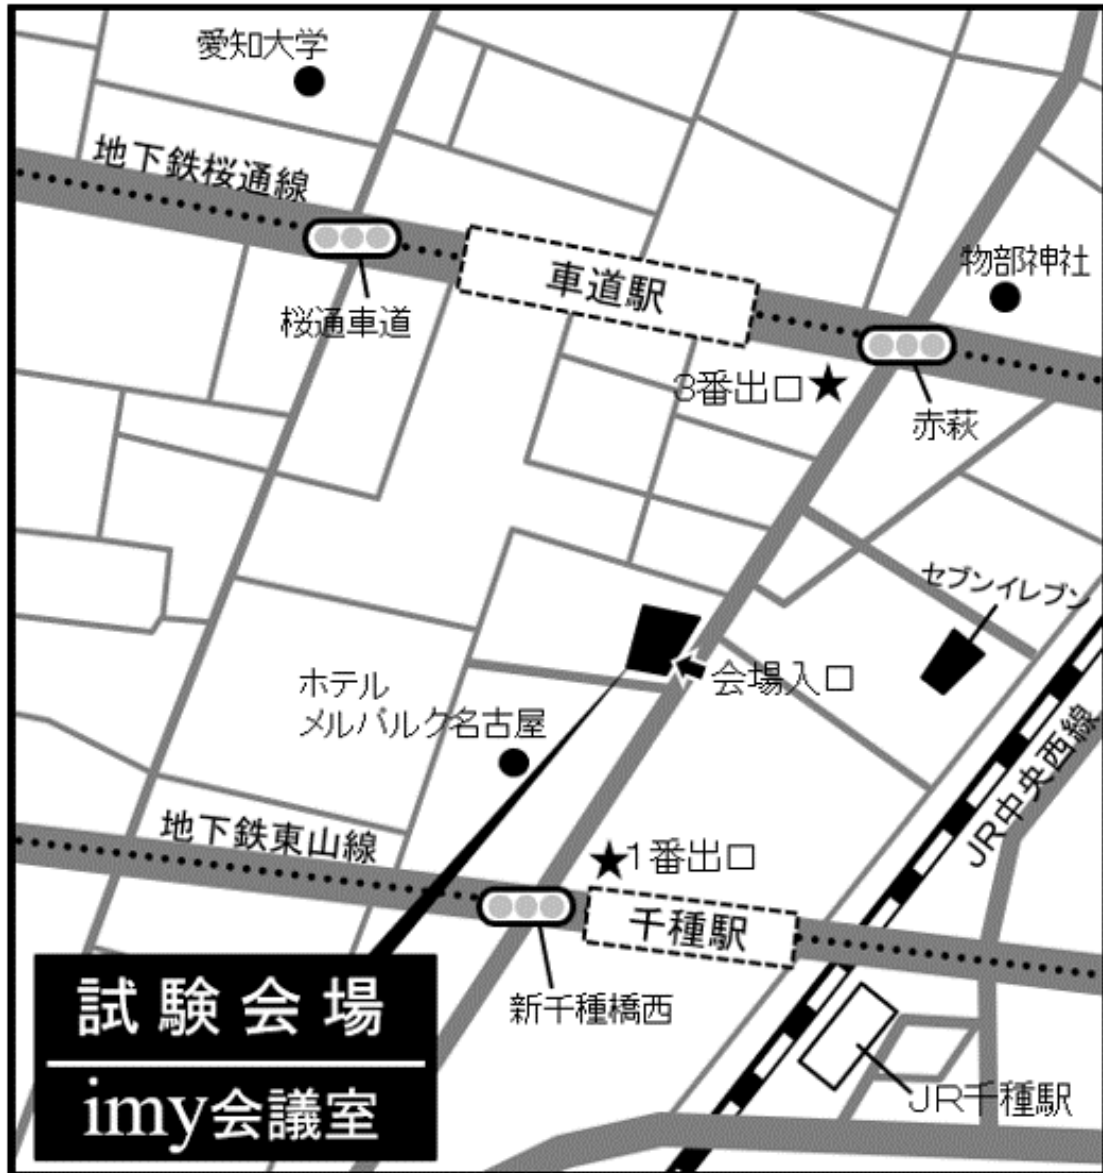 愛知大学
地下鉄桜通線
車道駅
物部神社
桜通車道
3番出口
赤萩
セブンイレブン
会場入口
ホテル
メルパルク名古屋
JR中央西線
地下鉄東山線
1番出口
千種駅
新千種橋西
試験会場
imy会議室
JR千種駅